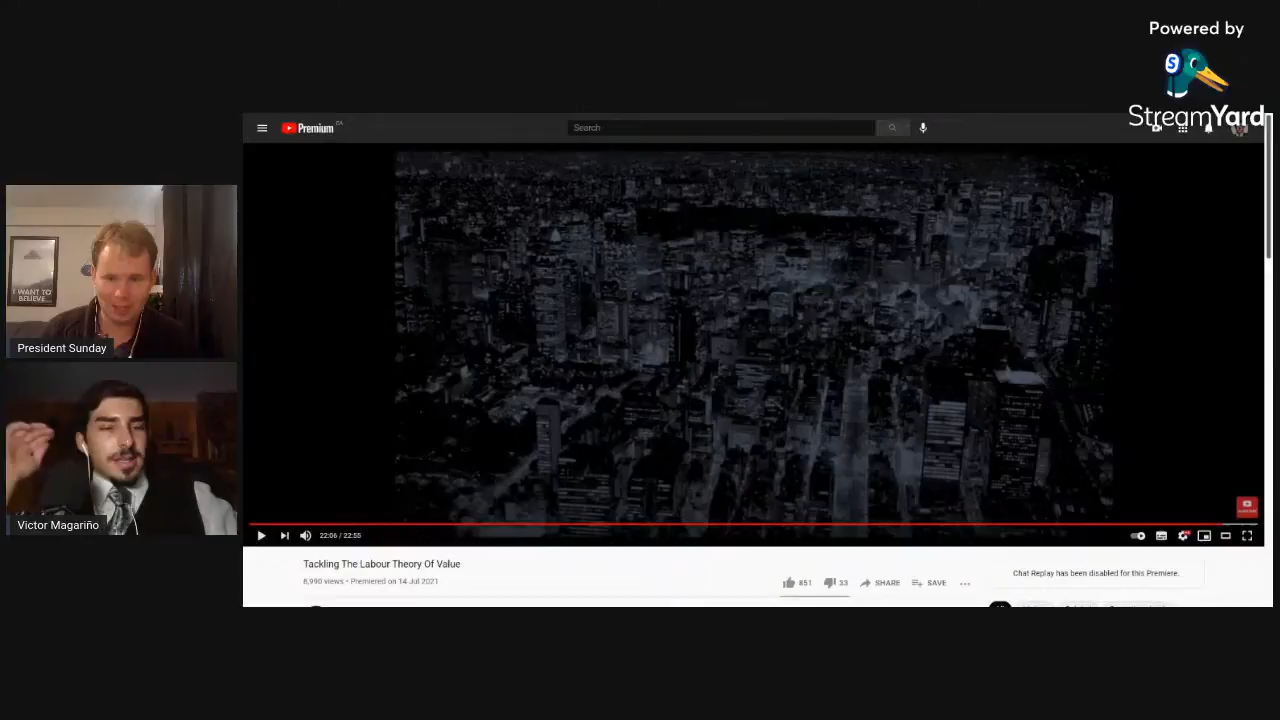 Powered by
StreamYard
Premium
CA
Search
I WANT TO
BELIEVE
President Sunday
Victor Magariño
22:06 / 22:55
Tackling The Labour Theory Of Value
8,990 views • Premiered on 14 Jul 2021
851
33
SHARE
SAVE
Chat Replay has been disabled for this Premiere.